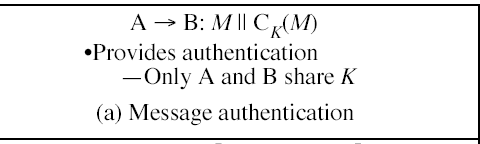 A → B: M || C_K(M)
•Provides authentication
—Only A and B share K
(a) Message authentication